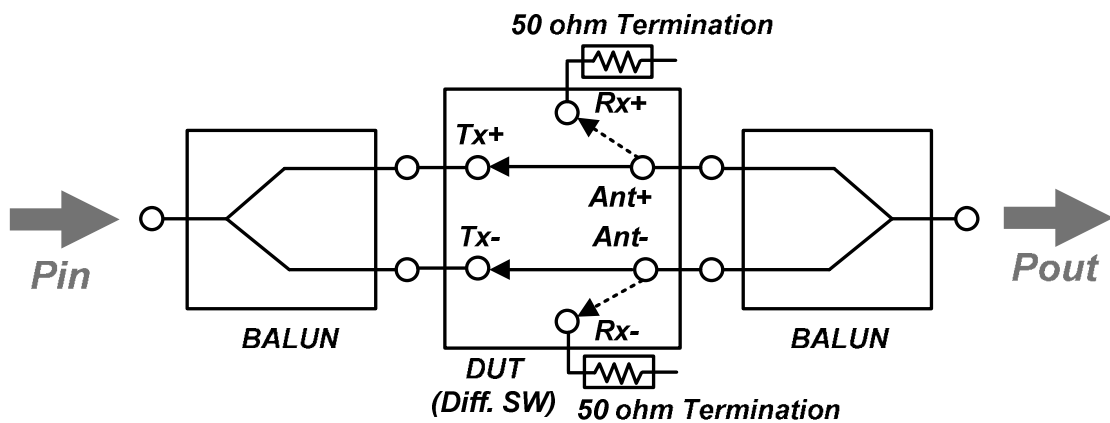 50 ohm Termination
Rx+
Tx+
Ant+
Tx-
Ant-
Pin
Pout
Rx-
BALUN
BALUN
DUT
(Diff. SW)
50 ohm Termination